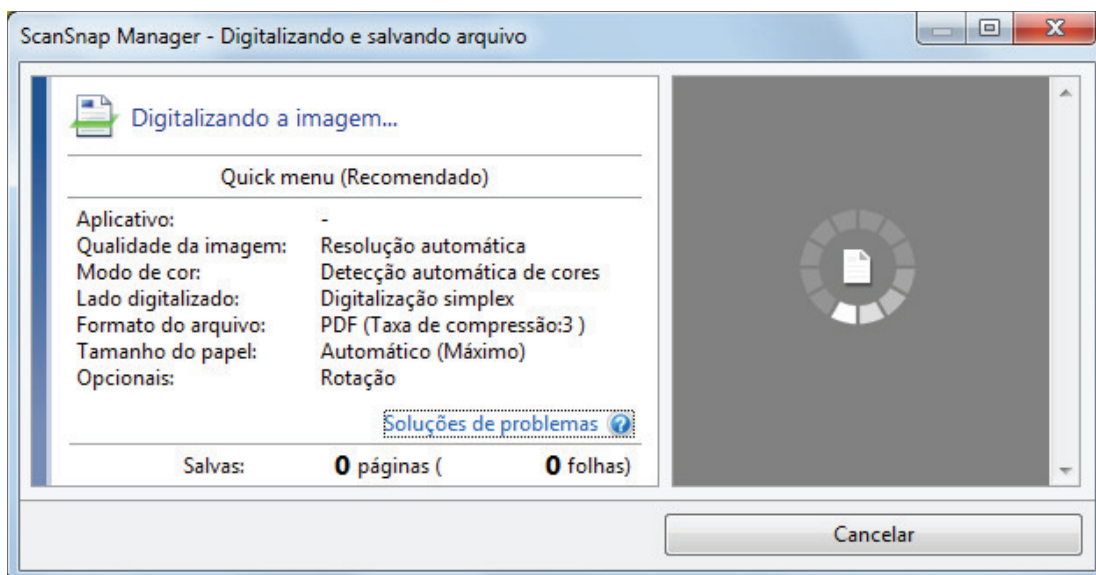 ScanSnap Manager - Digitalizando e salvando arquivo
Digitalizando a imagem...
Quick menu (Recomendado)
Aplicativo: -
Qualidade da imagem: Resolução automática
Modo de cor: Detecção automática de cores
Lado digitalizado: Digitalização simplex
Formato do arquivo: PDF (Taxa de compressão:3 )
Tamanho do papel: Automático (Máximo)
Opcionais: Rotação
Soluções de problemas ?
Salvas: 0 páginas ( 0 folhas)
Cancelar